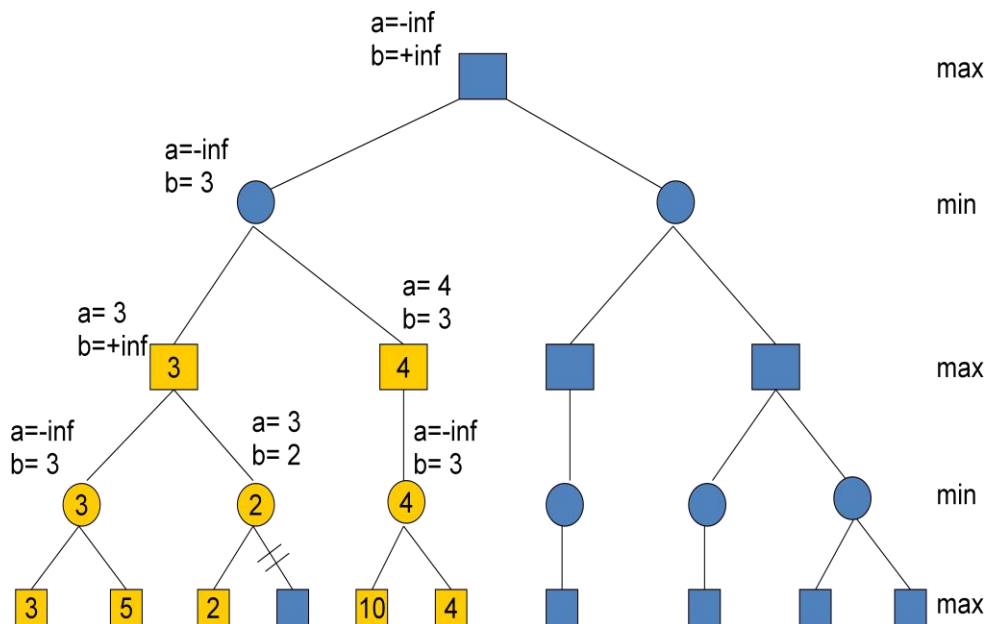 a=-inf
b=+inf
max
a=-inf
b= 3
min
a= 3
b=+inf
a= 4
b= 3
3
4
max
a=-inf
b= 3
a= 3
b= 2
a=-inf
b= 3
3
2
4
min
3
5
2
10
4
max